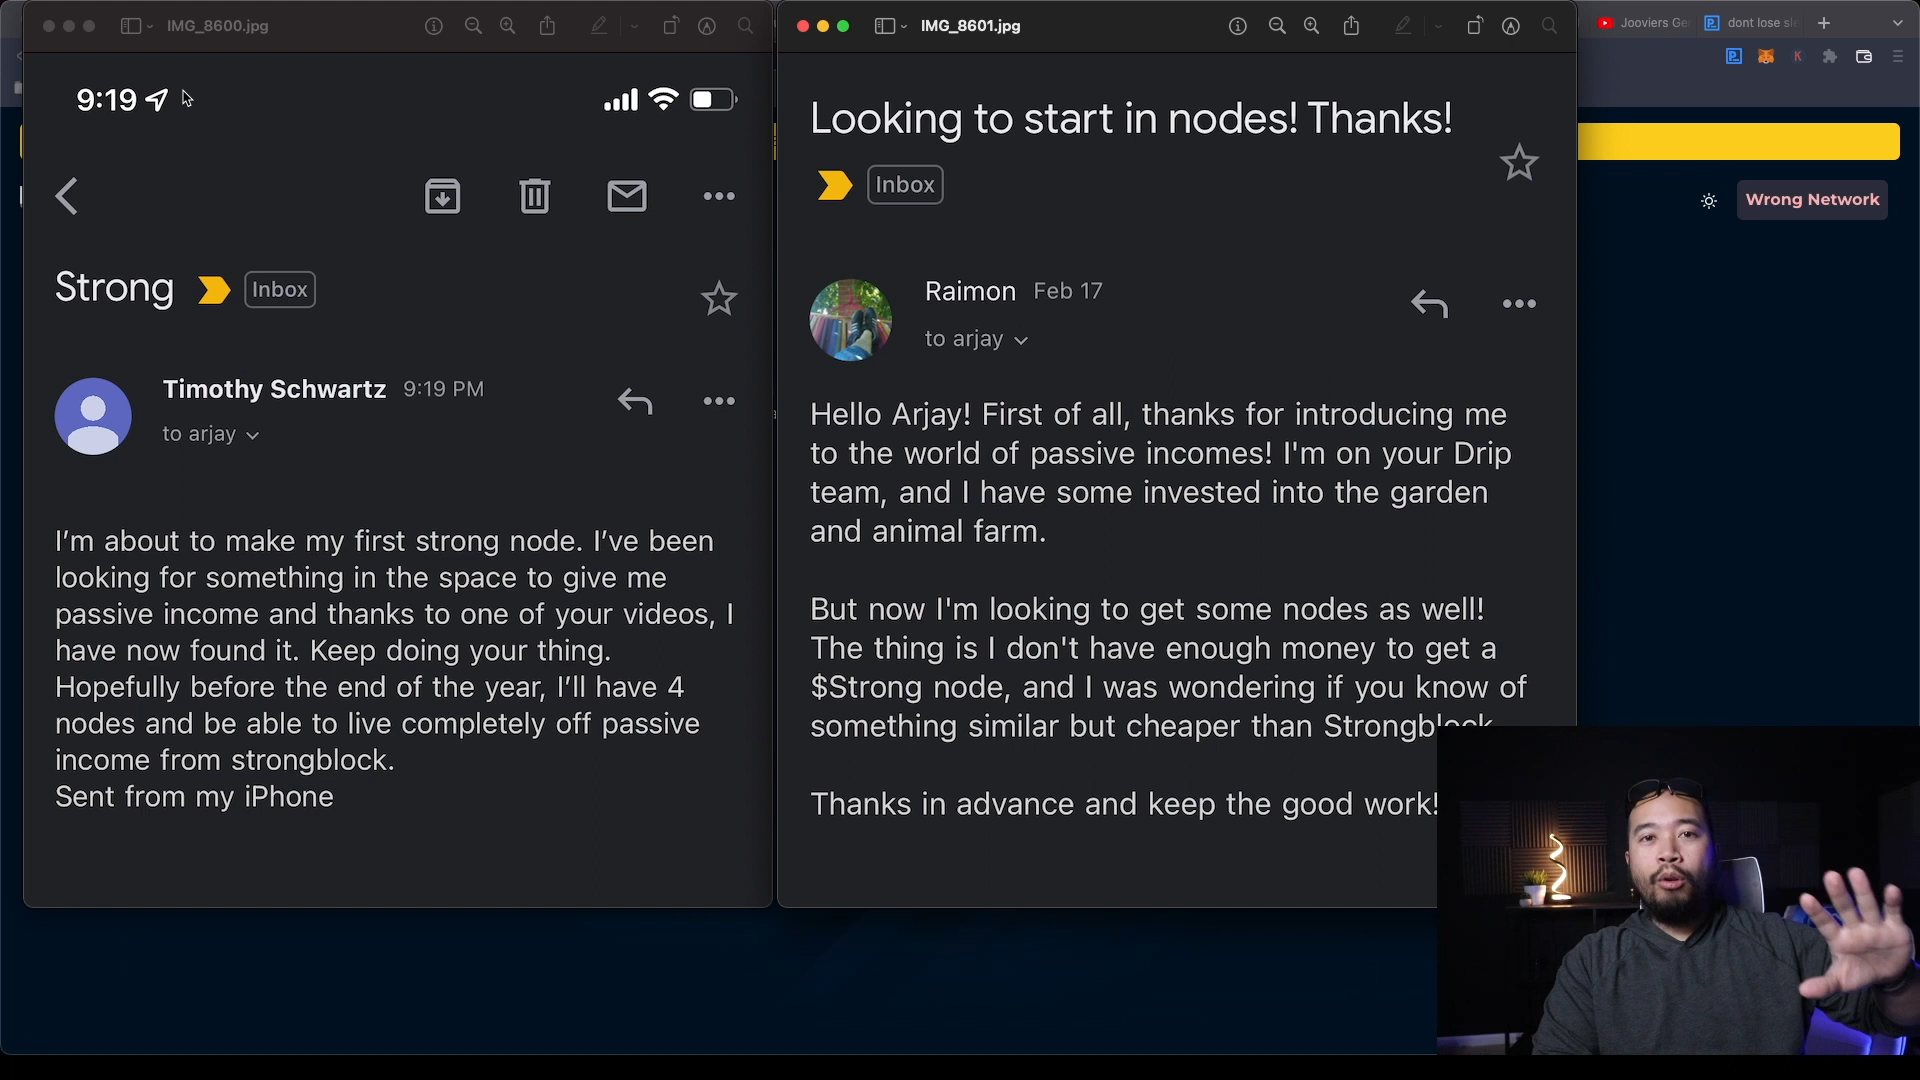 IMG_8600.jpg
9:19
Strong
Inbox
Timothy Schwartz 9:19 PM
to arjay
I’m about to make my first strong node. I’ve been
looking for something in the space to give me
passive income and thanks to one of your videos, I
have now found it. Keep doing your thing.
Hopefully before the end of the year, I’ll have 4
nodes and be able to live completely off passive
income from strongblock.
Sent from my iPhone
IMG_8601.jpg
Looking to start in nodes! Thanks!
Inbox
Raimon Feb 17
to arjay
Hello Arjay! First of all, thanks for introducing me
to the world of passive incomes! I'm on your Drip
team, and I have some invested into the garden
and animal farm.
But now I'm looking to get some nodes as well!
The thing is I don't have enough money to get a
$Strong node, and I was wondering if you know of
something similar but cheaper than Strongblock
Thanks in advance and keep the good work!
Jooviers
dont lose
K
Wrong Network